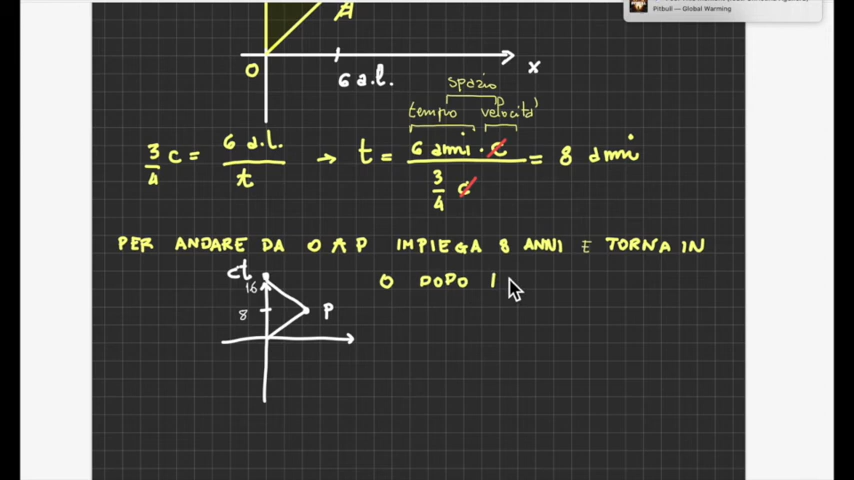 Pitbull — Global Warming
A
O
6 a.l.
x
spazio
tempo velocità
3/4 c = 6 a.l./t → t = 6 anni · c / 3/4 c = 8 anni
PER ANDARE DA O A P IMPIEGA 8 ANNI E TORNA IN
O DOPO 1
ct
16
8
P